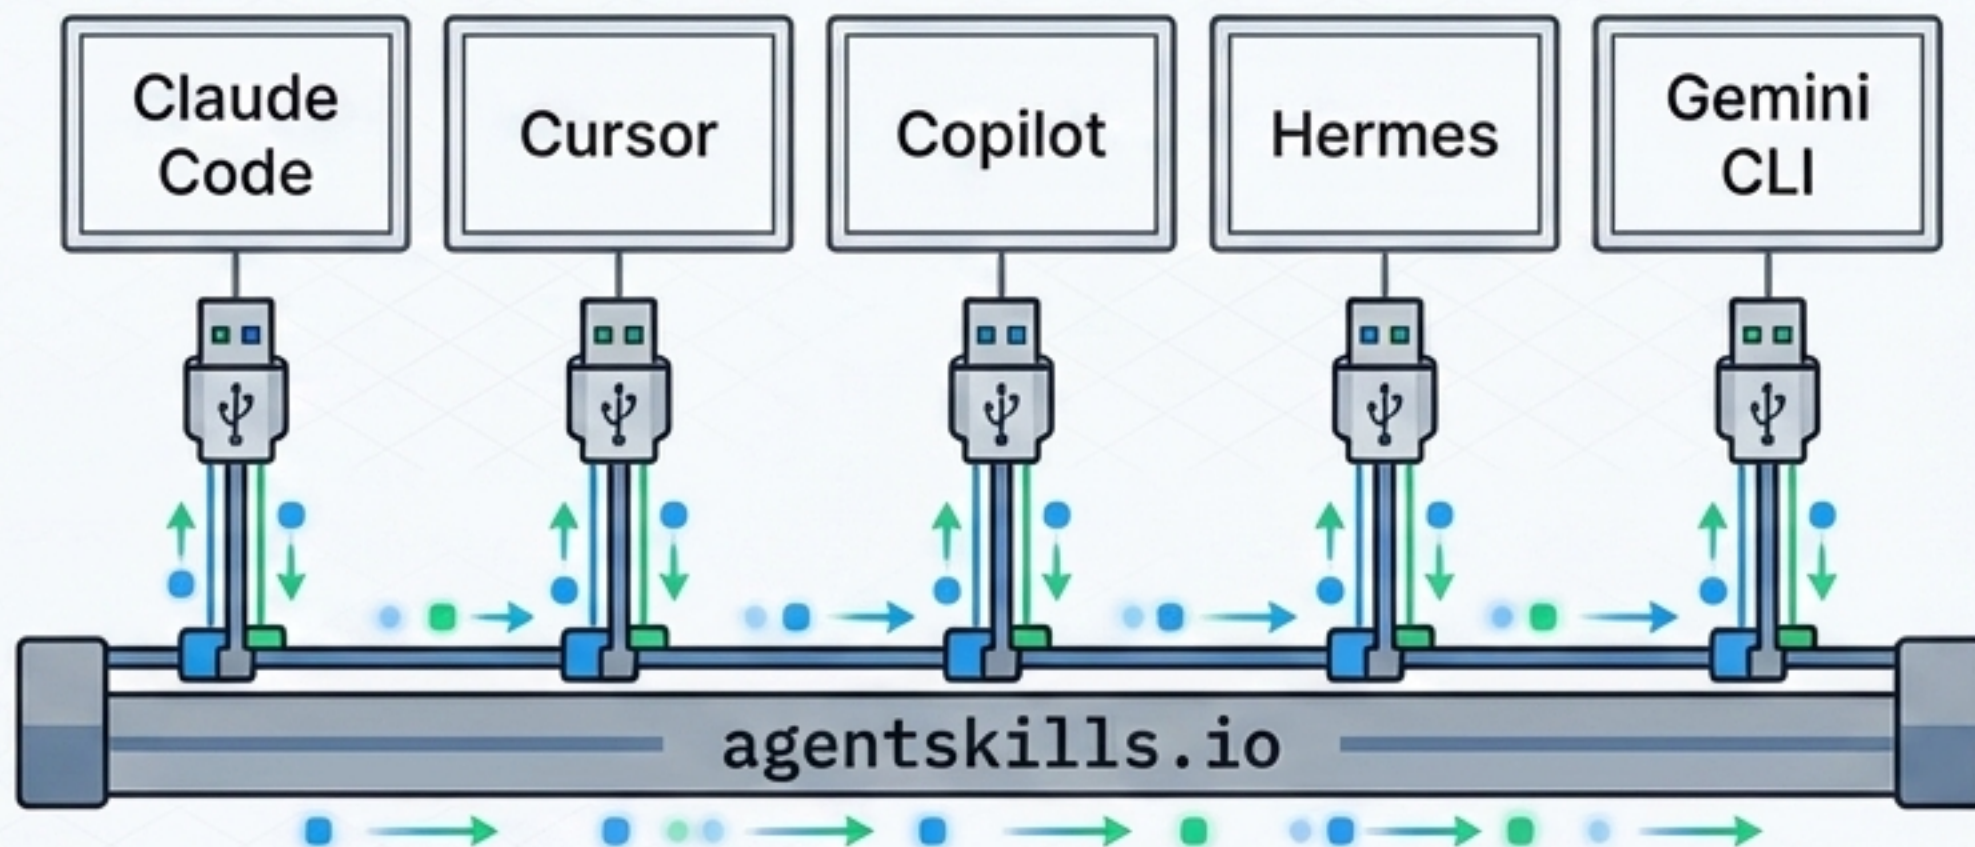 Claude
Code
Cursor
Copilot
Hermes
Gemini
CLI
agentskills.io